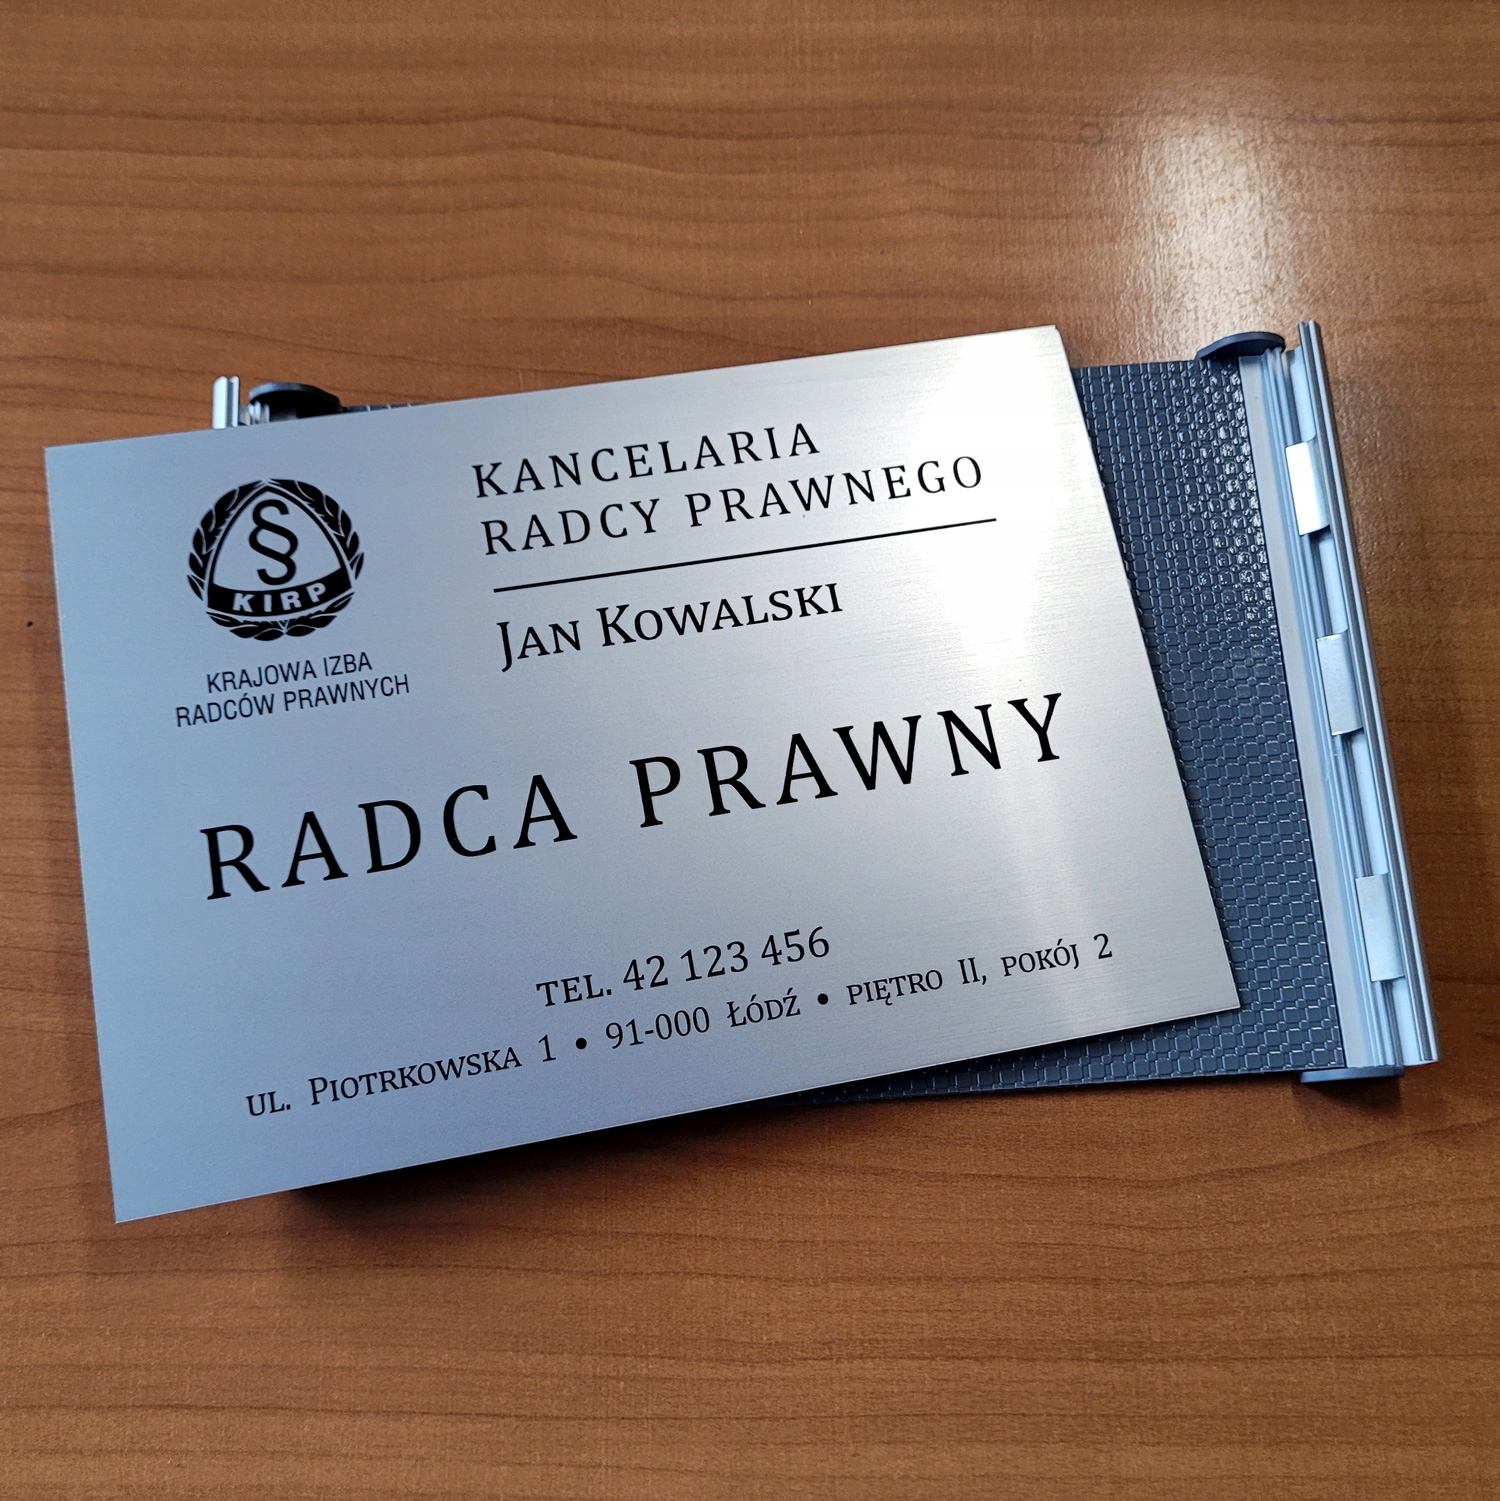 §
KIRP
KRAJOWA IZBA
RADCÓW PRAWNYCH
KANCELARIA
RADCY PRAWNEGO
JAN KOWALSKI
RADCA PRAWNY
TEL. 42 123 456
UL. PIOTRKOWSKA 1 • 91-000 ŁÓDŹ • PIĘTRO II, POKÓJ 2